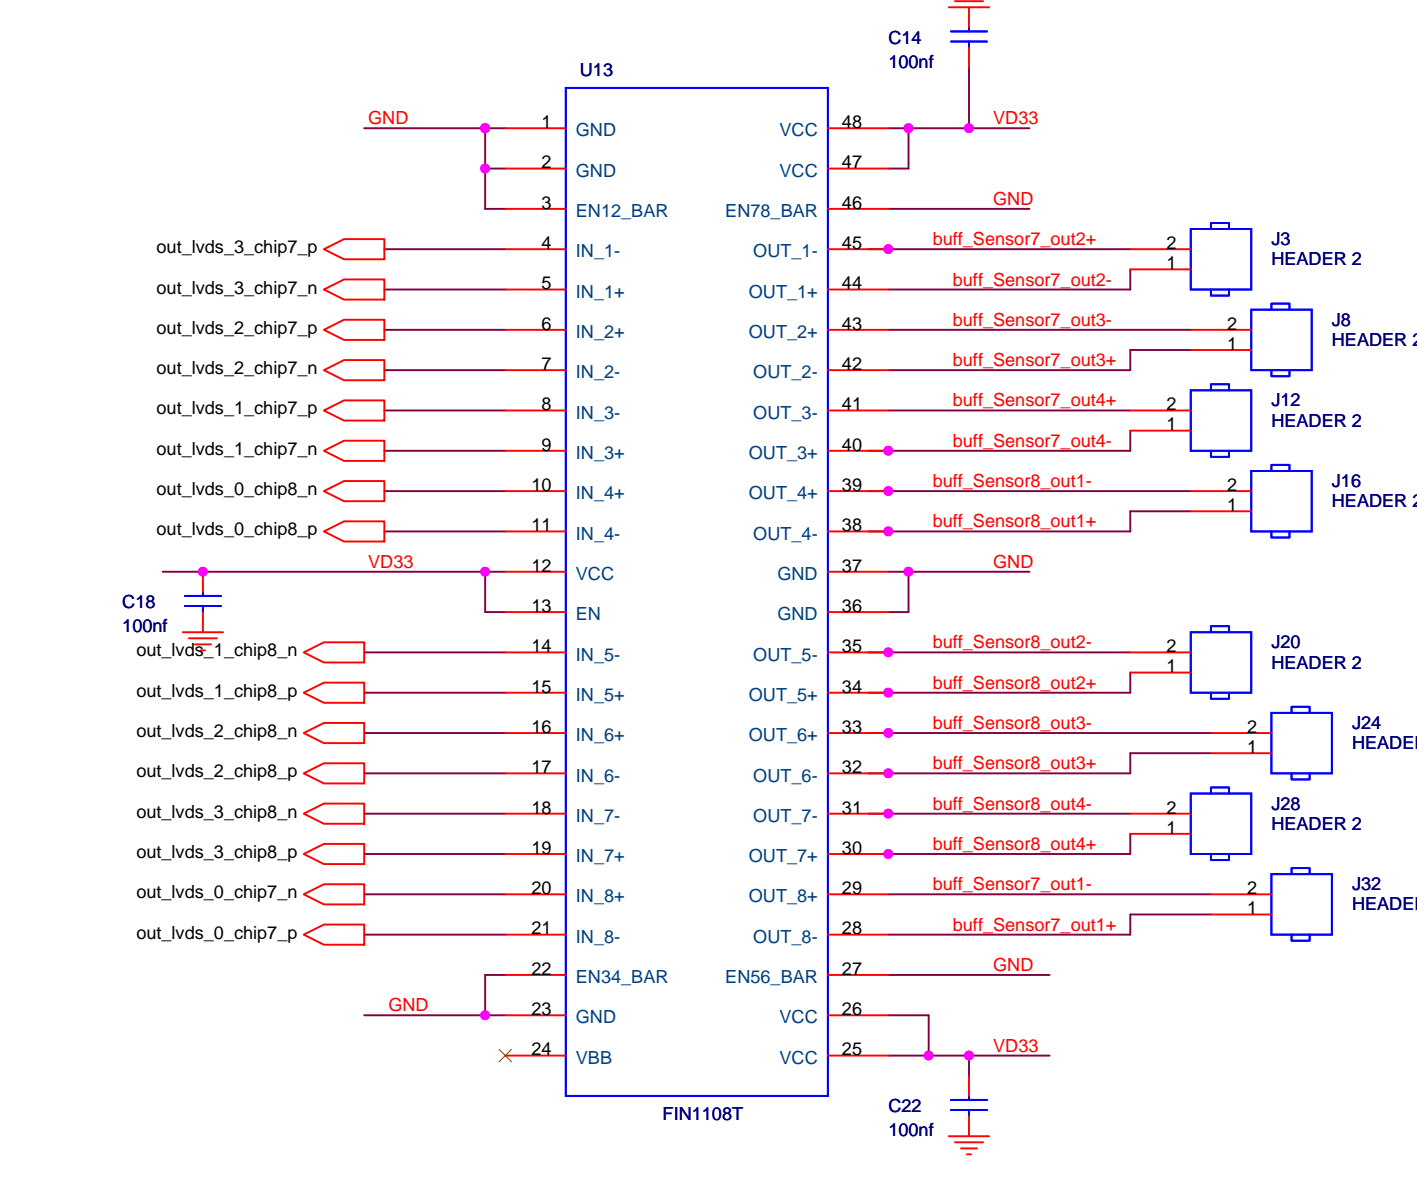 C14
100nf
U13
GND 1 GND VCC 48 VD33
2 GND VCC 47
3 EN12_BAR EN78_BAR 46 GND
out_lvds_3_chip7_p 4 IN_1- OUT_1- 45 buff_Sensor7_out2+ 2 J3
out_lvds_3_chip7_n 5 IN_1+ OUT_1+ 44 buff_Sensor7_out2- 1 HEADER 2
out_lvds_2_chip7_p 6 IN_2+ OUT_2+ 43 buff_Sensor7_out3- 2 J8
out_lvds_2_chip7_n 7 IN_2- OUT_2- 42 buff_Sensor7_out3+ 1 HEADER 2
out_lvds_1_chip7_p 8 IN_3- OUT_3- 41 buff_Sensor7_out4+ 2 J12
out_lvds_1_chip7_n 9 IN_3+ OUT_3+ 40 buff_Sensor7_out4- 1 HEADER 2
out_lvds_0_chip8_n 10 IN_4+ OUT_4+ 39 buff_Sensor8_out1- 2 J16
out_lvds_0_chip8_p 11 IN_4- OUT_4- 38 buff_Sensor8_out1+ 1 HEADER 2
VD33 12 VCC GND 37 GND
C18
100nf
13 EN GND 36
out_lvds_1_chip8_n 14 IN_5- OUT_5- 35 buff_Sensor8_out2- 2 J20
out_lvds_1_chip8_p 15 IN_5+ OUT_5+ 34 buff_Sensor8_out2+ 1 HEADER 2
out_lvds_2_chip8_n 16 IN_6+ OUT_6+ 33 buff_Sensor8_out3- 2 J24
out_lvds_2_chip8_p 17 IN_6- OUT_6- 32 buff_Sensor8_out3+ 1 HEADE
out_lvds_3_chip8_n 18 IN_7- OUT_7- 31 buff_Sensor8_out4- 2 J28
out_lvds_3_chip8_p 19 IN_7+ OUT_7+ 30 buff_Sensor8_out4+ 1 HEADER 2
out_lvds_0_chip7_n 20 IN_8+ OUT_8+ 29 buff_Sensor7_out1- 2 J32
out_lvds_0_chip7_p 21 IN_8- OUT_8- 28 buff_Sensor7_out1+ 1 HEADE
22 EN34_BAR EN56_BAR 27 GND
GND 23 GND VCC 26
24 VBB VCC 25 VD33
FIN1108T
C22
100nf